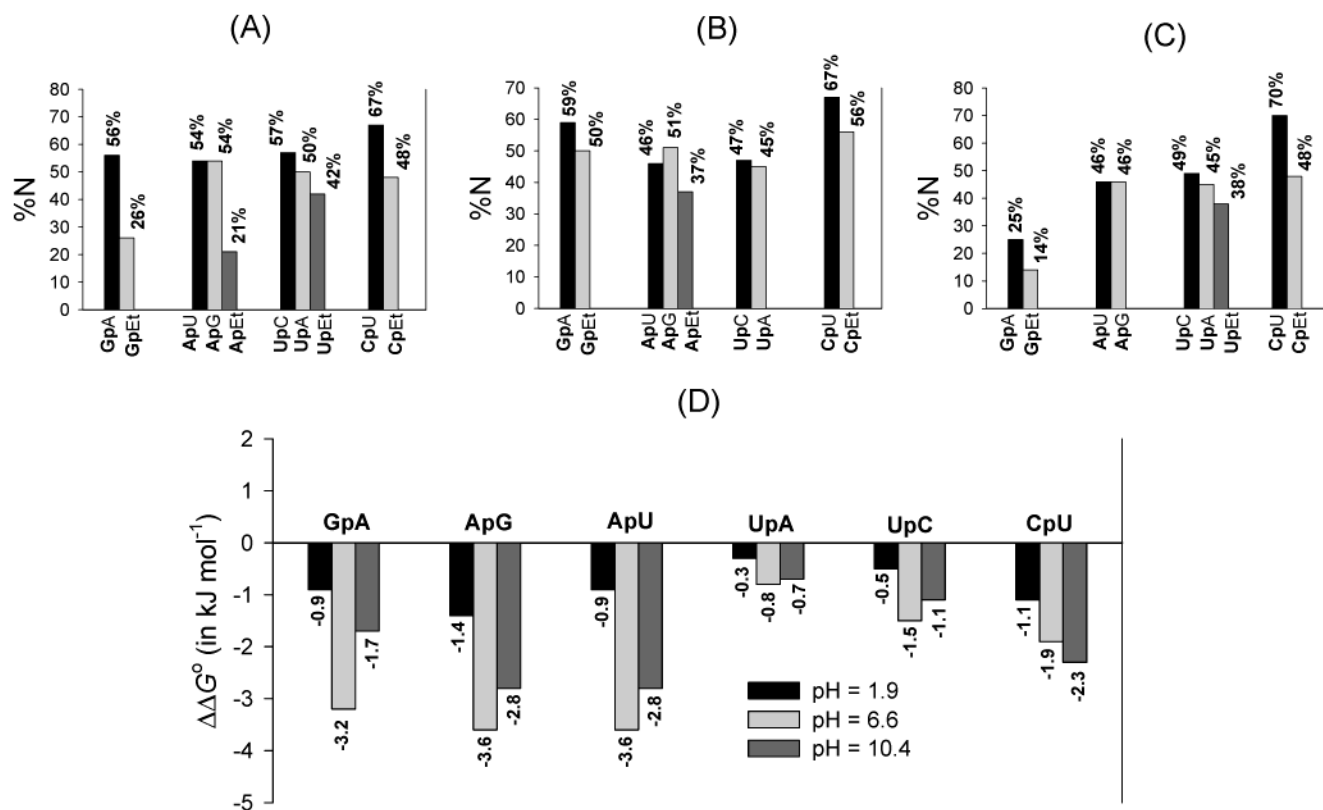 (A)
%N
80
70
60
50
40
30
20
10
0
56%
26%
54%
54%
21%
57%
50%
42%
67%
48%
GpA
GpEt
ApU
ApG
ApEt
UpC
UpA
UpEt
CpU
CpEt
(B)
%N
70
60
50
40
30
20
10
0
59%
50%
46%
51%
37%
47%
45%
67%
56%
GpA
GpEt
ApU
ApG
ApEt
UpC
UpA
CpU
CpEt
(C)
%N
80
70
60
50
40
30
20
10
0
25%
14%
46%
46%
49%
45%
38%
70%
48%
GpA
GpEt
ApU
ApG
UpC
UpA
UpEt
CpU
CpEt
(D)
ΔΔG° (in kJ mol⁻¹)
2
1
0
-1
-2
-3
-4
-5
GpA ApG ApU UpA UpC CpU
-0.9
-3.2
-1.7
-1.4
-3.6
-2.8
-0.9
-3.6
-2.8
-0.3
-0.8
-0.7
-0.5
-1.5
-1.1
-1.1
-1.9
-2.3
pH = 1.9
pH = 6.6
pH = 10.4